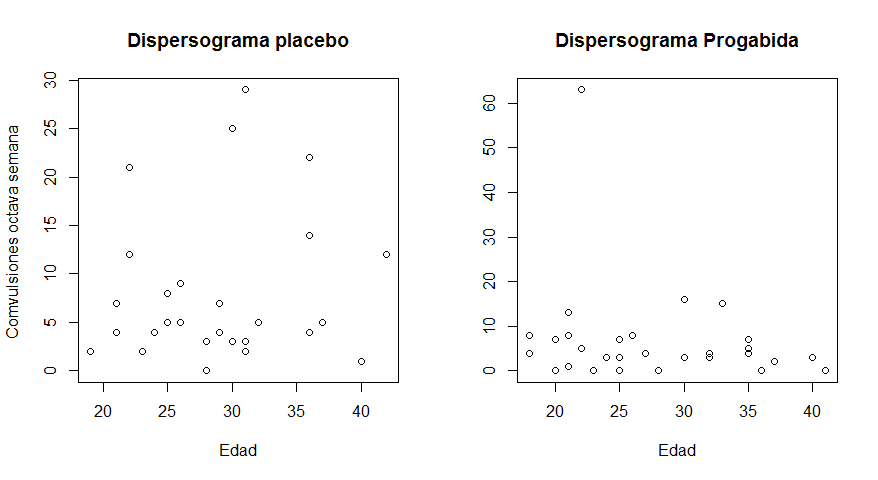 Dispersograma placebo
Comvulsiones octava semana
30
25
20
15
10
5
0
20 25 30 35 40
Edad
Dispersograma Progabida
60
50
40
30
20
10
0
20 25 30 35 40
Edad